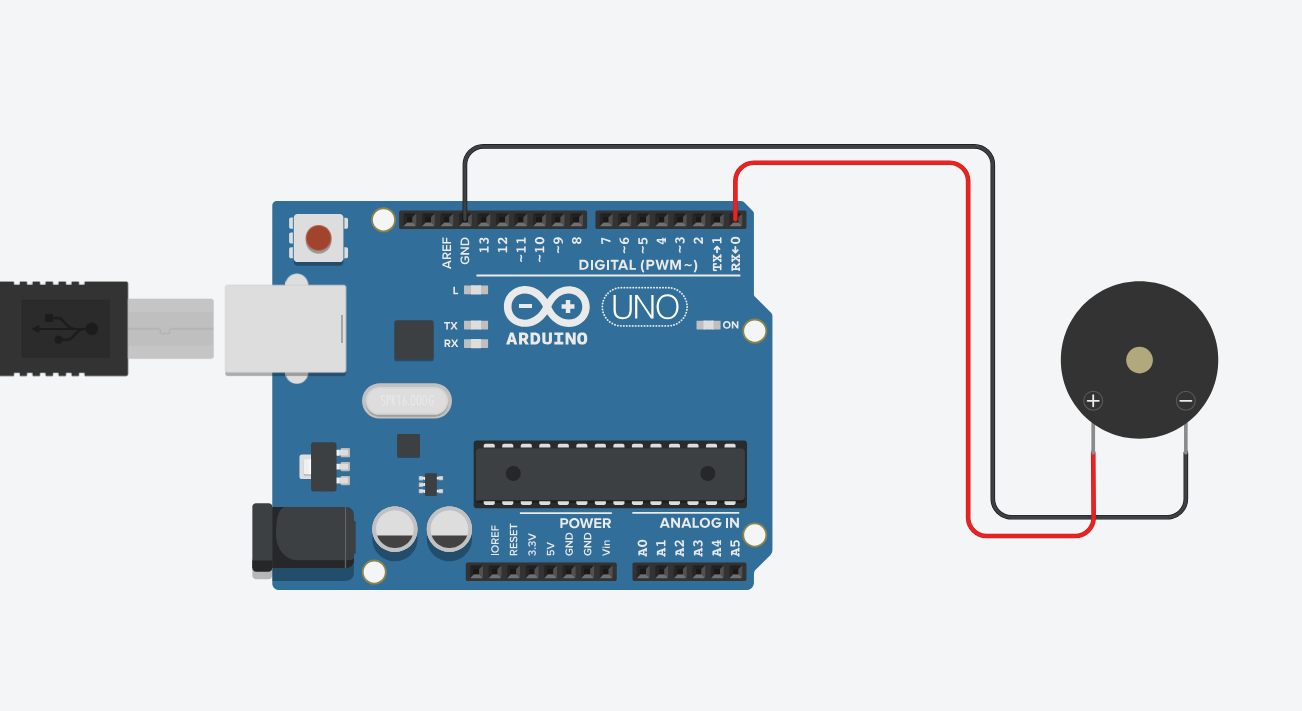 AREF
GND
13
12
~11
~10
~9
8
7
~6
~5
4
~3
2
TX→1
RX←0
DIGITAL (PWM~)
L
TX
RX
ARDUINO
UNO
ON
SPK16.000G
POWER
ANALOG IN
IOREF
RESET
3.3V
5V
GND
GND
Vin
A0
A1
A2
A3
A4
A5